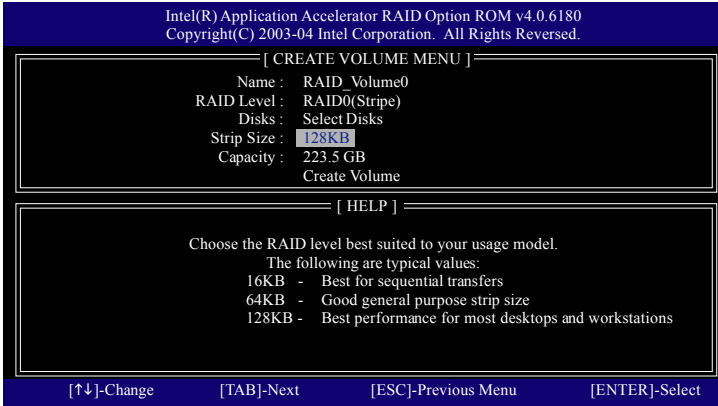 Intel(R) Application Accelerator RAID Option ROM v4.0.6180
Copyright(C) 2003-04 Intel Corporation. All Rights Reversed.
[ CREATE VOLUME MENU ]
Name : RAID_Volume0
RAID Level : RAID0(Stripe)
Disks : Select Disks
Strip Size : 128KB
Capacity : 223.5 GB
Create Volume
[ HELP ]
Choose the RAID level best suited to your usage model.
The following are typical values:
16KB - Best for sequential transfers
64KB - Good general purpose strip size
128KB - Best performance for most desktops and workstations
[↑↓]-Change [TAB]-Next [ESC]-Previous Menu [ENTER]-Select